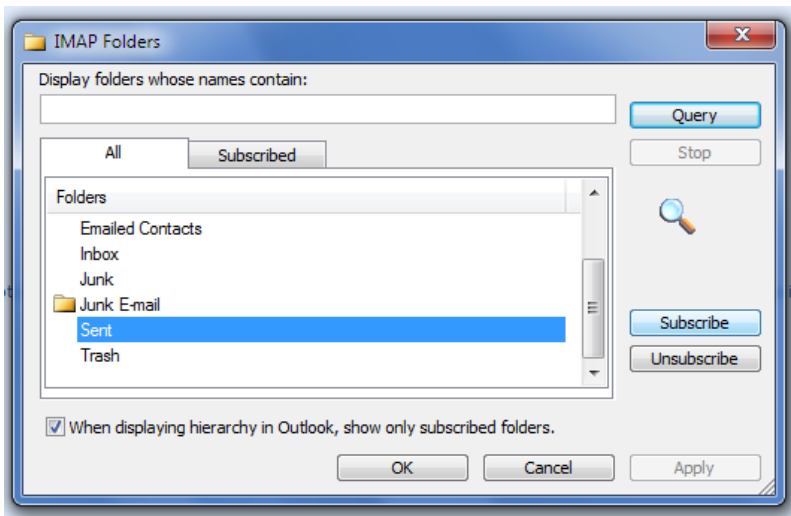 IMAP Folders
Display folders whose names contain:
Query
All Subscribed Stop
Folders
Emailed Contacts
Inbox
Junk
Junk E-mail
Sent Subscribe
Trash Unsubscribe
When displaying hierarchy in Outlook, show only subscribed folders.
OK Cancel Apply